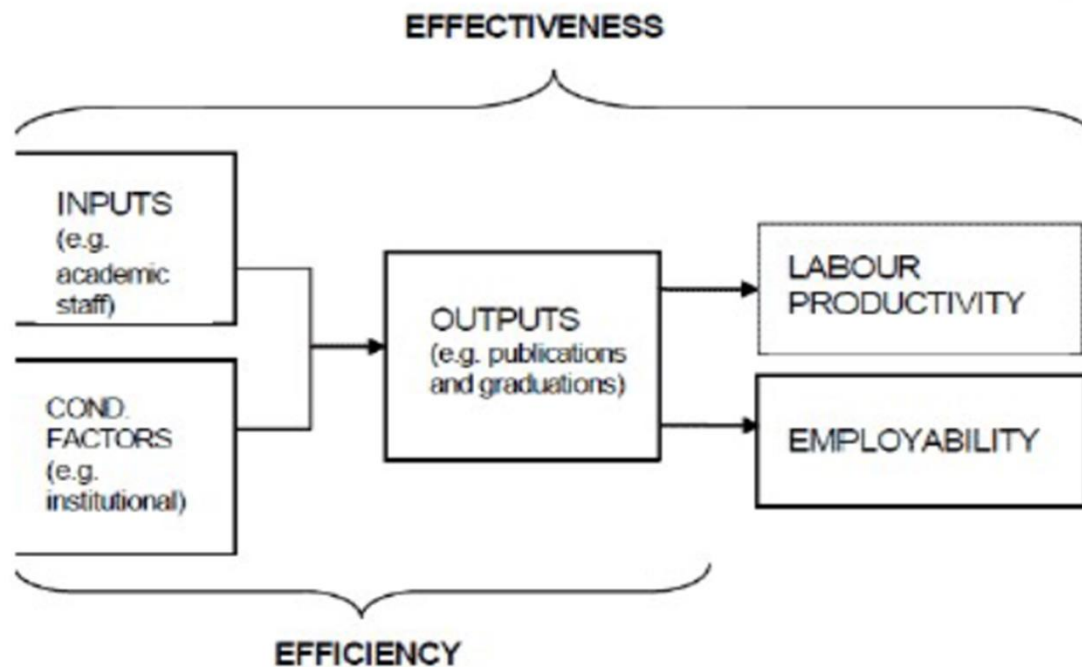 EFFECTIVENESS
INPUTS
(e.g.
academic
staff)
COND.
FACTORS
(e.g.
institutional)
OUTPUTS
(e.g. publications
and graduations)
LABOUR
PRODUCTIVITY
EMPLOYABILITY
EFFICIENCY